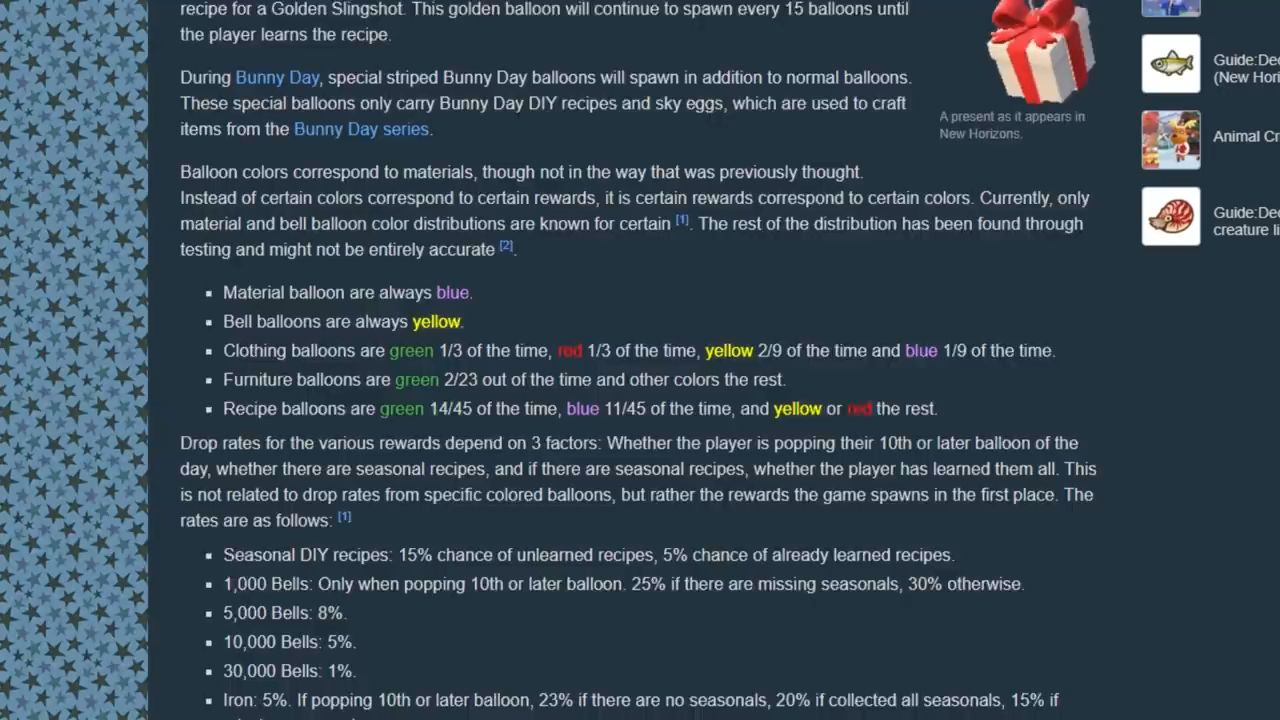 recipe for a Golden Slingshot. This golden balloon will continue to spawn every 15 balloons until
the player learns the recipe.
During Bunny Day, special striped Bunny Day balloons will spawn in addition to normal balloons.
These special balloons only carry Bunny Day DIY recipes and sky eggs, which are used to craft
items from the Bunny Day series.
A present as it appears in
New Horizons.
Balloon colors correspond to materials, though not in the way that was previously thought.
Instead of certain colors correspond to certain rewards, it is certain rewards correspond to certain colors. Currently, only
material and bell balloon color distributions are known for certain [1]. The rest of the distribution has been found through
testing and might not be entirely accurate [2].
▪ Material balloon are always blue.
▪ Bell balloons are always yellow.
▪ Clothing balloons are green 1/3 of the time, red 1/3 of the time, yellow 2/9 of the time and blue 1/9 of the time.
▪ Furniture balloons are green 2/23 out of the time and other colors the rest.
▪ Recipe balloons are green 14/45 of the time, blue 11/45 of the time, and yellow or red the rest.
Drop rates for the various rewards depend on 3 factors: Whether the player is popping their 10th or later balloon of the
day, whether there are seasonal recipes, and if there are seasonal recipes, whether the player has learned them all. This
is not related to drop rates from specific colored balloons, but rather the rewards the game spawns in the first place. The
rates are as follows: [1]
▪ Seasonal DIY recipes: 15% chance of unlearned recipes, 5% chance of already learned recipes.
▪ 1,000 Bells: Only when popping 10th or later balloon. 25% if there are missing seasonals, 30% otherwise.
▪ 5,000 Bells: 8%.
▪ 10,000 Bells: 5%.
▪ 30,000 Bells: 1%.
▪ Iron: 5%. If popping 10th or later balloon, 23% if there are no seasonals, 20% if collected all seasonals, 15% if
Guide:Dec
(New Hori
Animal Cr
Guide:Dec
creature li